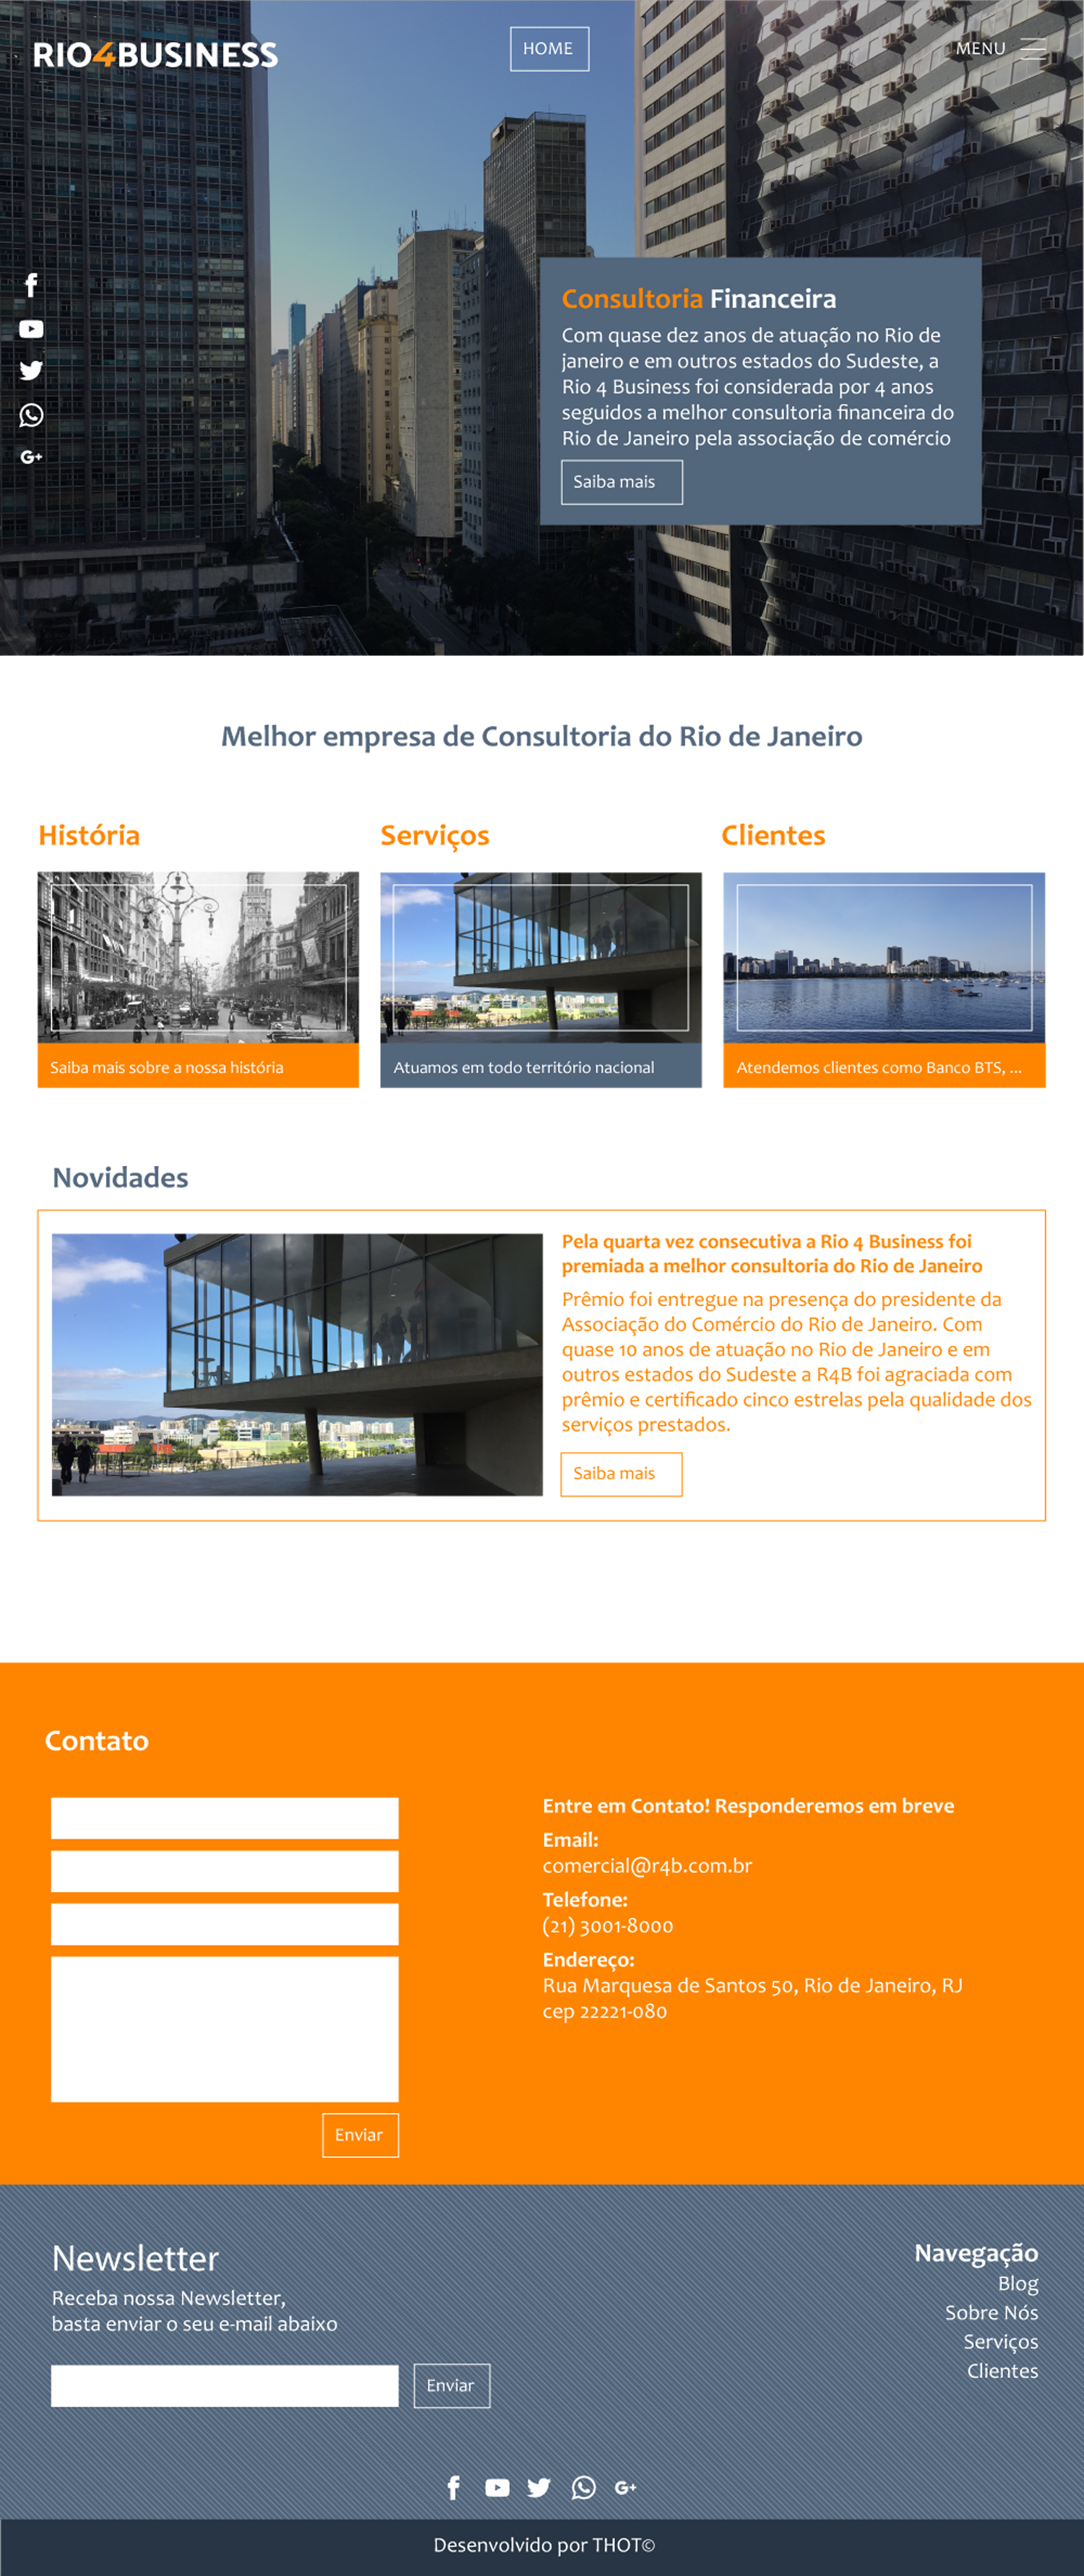 RIO4BUSINESS
HOME
MENU
Consultoria Financeira
Com quase dez anos de atuação no Rio de
janeiro e em outros estados do Sudeste, a
Rio 4 Business foi considerada por 4 anos
seguidos a melhor consultoria financeira do
Rio de Janeiro pela associação de comércio
Saiba mais
G+
Melhor empresa de Consultoria do Rio de Janeiro
História
Serviços
Clientes
Saiba mais sobre a nossa história
Atuamos em todo território nacional
Atendemos clientes como Banco BTS, ...
Novidades
Pela quarta vez consecutiva a Rio 4 Business foi
premiada a melhor consultoria do Rio de Janeiro
Prêmio foi entregue na presença do presidente da
Associação do Comércio do Rio de Janeiro. Com
quase 10 anos de atuação no Rio de Janeiro e em
outros estados do Sudeste a R4B foi agraciada com
prêmio e certificado cinco estrelas pela qualidade dos
serviços prestados.
Saiba mais
Contato
Entre em Contato! Responderemos em breve
Email:
comercial@r4b.com.br
Telefone:
(21) 3001-8000
Endereço:
Rua Marquesa de Santos 50, Rio de Janeiro, RJ
cep 22221-080
Enviar
Newsletter
Receba nossa Newsletter,
basta enviar o seu e-mail abaixo
Enviar
Navegação
Blog
Sobre Nós
Serviços
Clientes
G+
Desenvolvido por THOT©